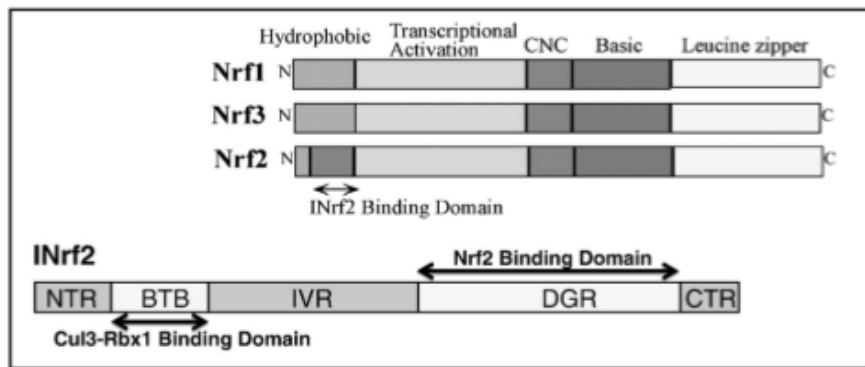 Hydrophobic Transcriptional Activation CNC Basic Leucine zipper
Nrf1 N C
Nrf3 N C
Nrf2 N C
INrf2 Binding Domain
INrf2
Nrf2 Binding Domain
NTR BTB IVR DGR CTR
Cul3-Rbx1 Binding Domain